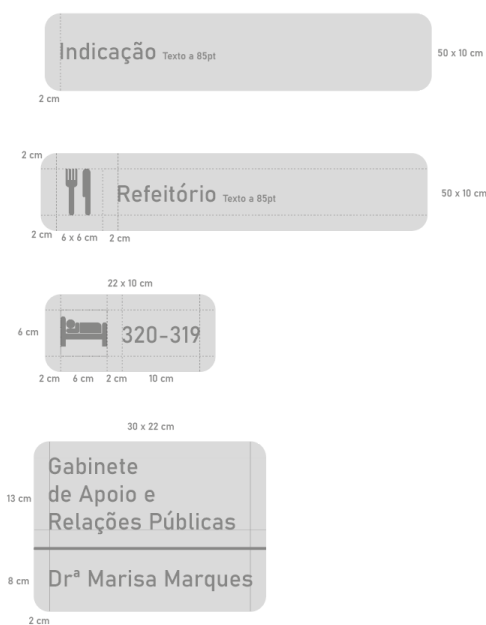 Indicação Texto a 85pt
50 x 10 cm
2 cm
2 cm
Refeitório Texto a 85pt
50 x 10 cm
2 cm 6 x 6 cm 2 cm
22 x 10 cm
6 cm
320-319
2 cm 6 cm 2 cm 10 cm
30 x 22 cm
Gabinete
de Apoio e
13 cm
Relações Públicas
8 cm
Drª Marisa Marques
2 cm